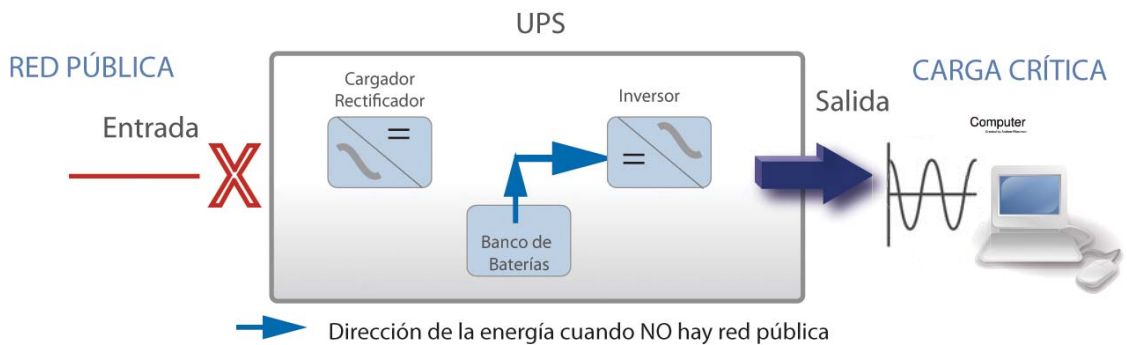 UPS
RED PÚBLICA
Entrada
Cargador
Rectificador
Inversor
Banco de
Baterías
Salida
CARGA CRÍTICA
Computer
Dirección de la energía cuando NO hay red pública